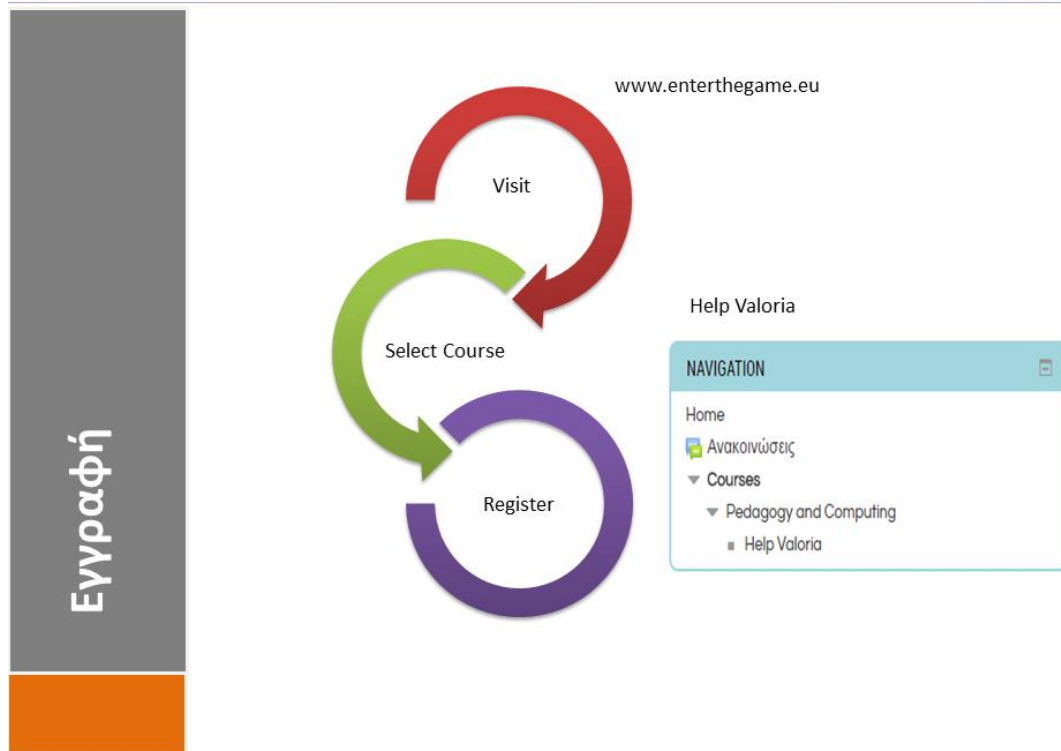 Εγγραφή
www.enterthegame.eu
Visit
Select Course
Register
Help Valoria
NAVIGATION
Home
Ανακοινώσεις
Courses
Pedagogy and Computing
Help Valoria